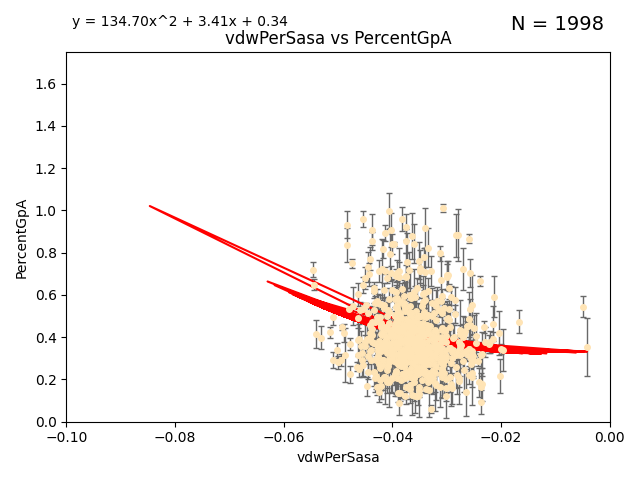 y = 134.70x^2 + 3.41x + 0.34
N = 1998
vdwPerSasa vs PercentGpA
PercentGpA
1.6
1.4
1.2
1.0
0.8
0.6
0.4
0.2
0.0
−0.10 −0.08 −0.06 −0.04 −0.02 0.00
vdwPerSasa